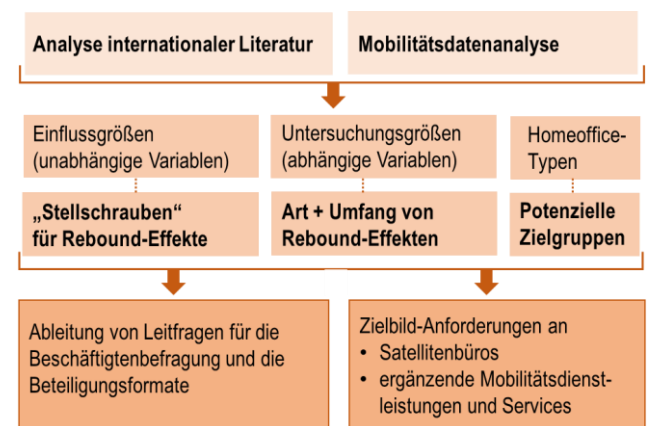 Analyse internationaler Literatur
Mobilitätsdatenanalyse
Einflussgrößen
(unabhängige Variablen)
„Stellschrauben“
für Rebound-Effekte
Untersuchungsgrößen
(abhängige Variablen)
Art + Umfang von
Rebound-Effekten
Homeoffice-
Typen
Potenzielle
Zielgruppen
Ableitung von Leitfragen für die
Beschäftigtenbefragung und die
Beteiligungsformate
Zielbild-Anforderungen an
• Satellitenbüros
• ergänzende Mobilitätsdienst-
leistungen und Services